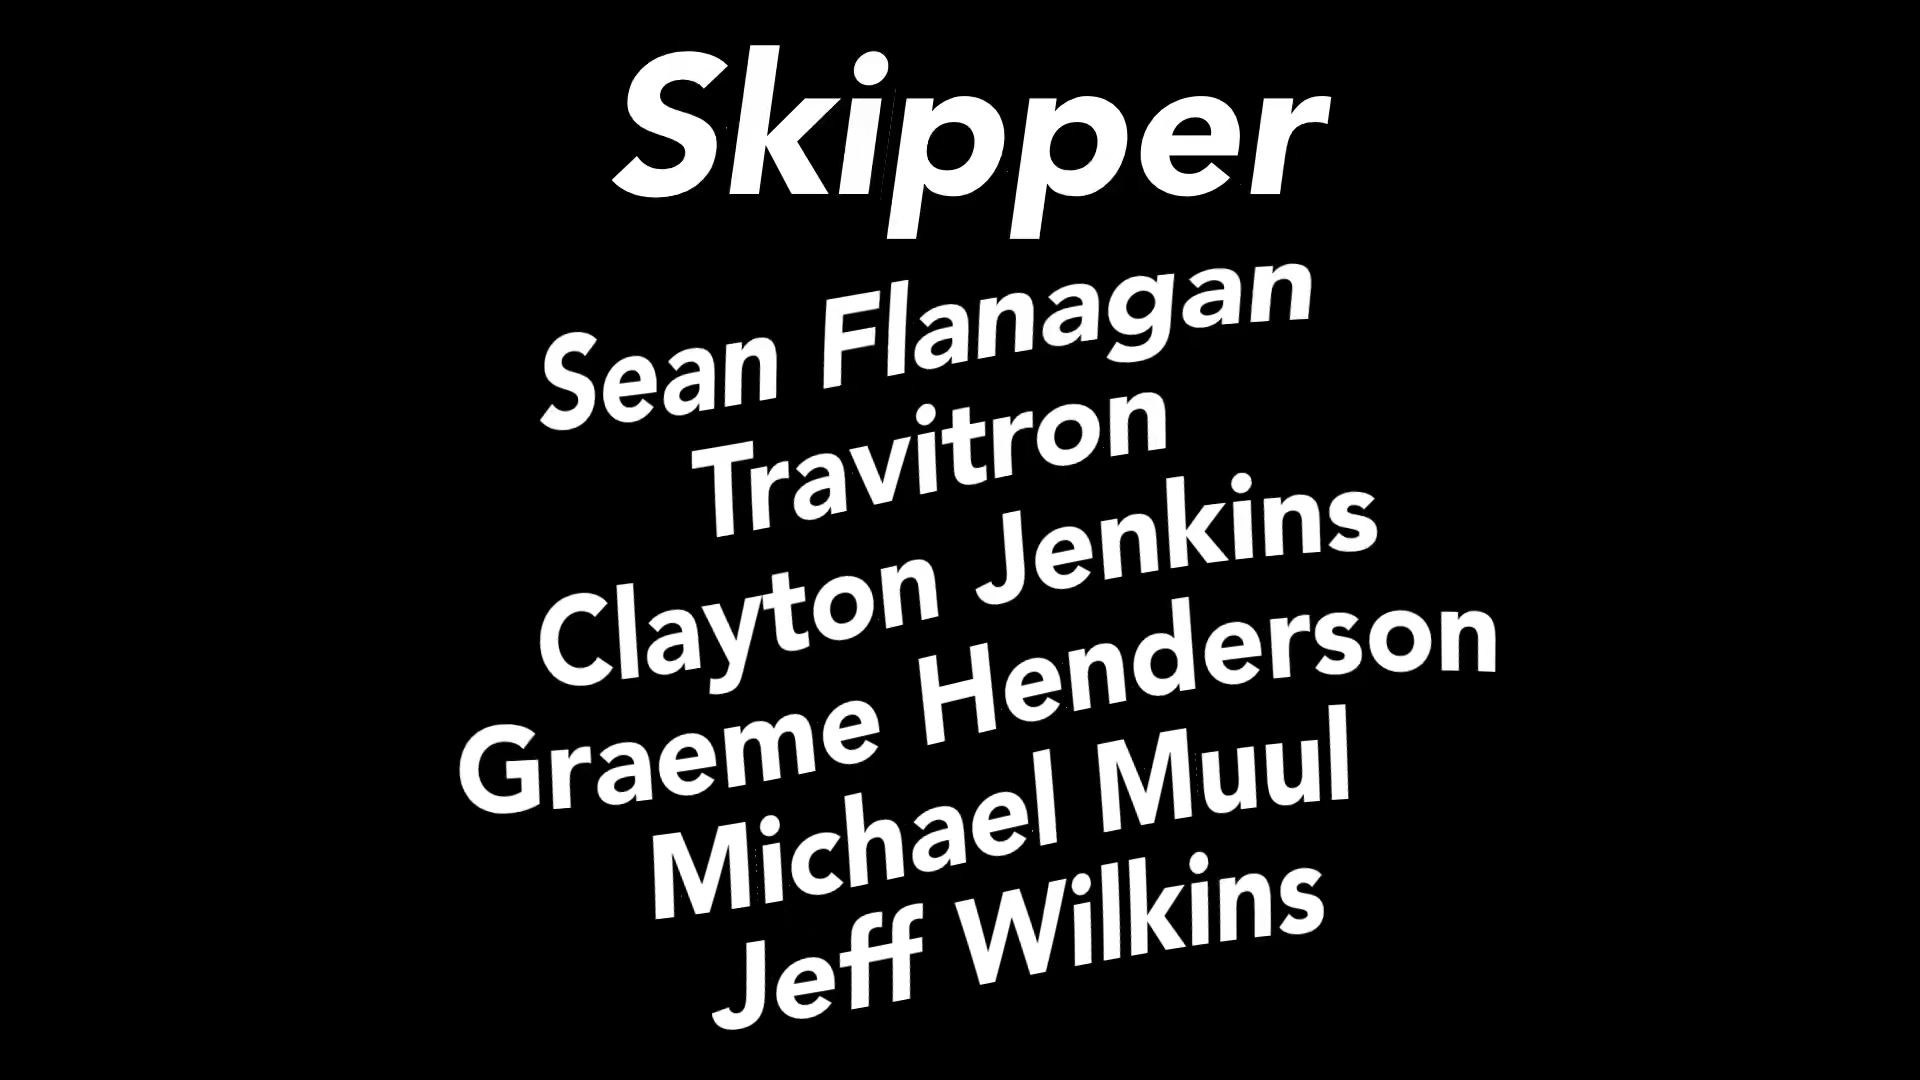 Skipper
Sean Flanagan
Travitron
Clayton Jenkins
Graeme Henderson
Michael Muul
Jeff Wilkins